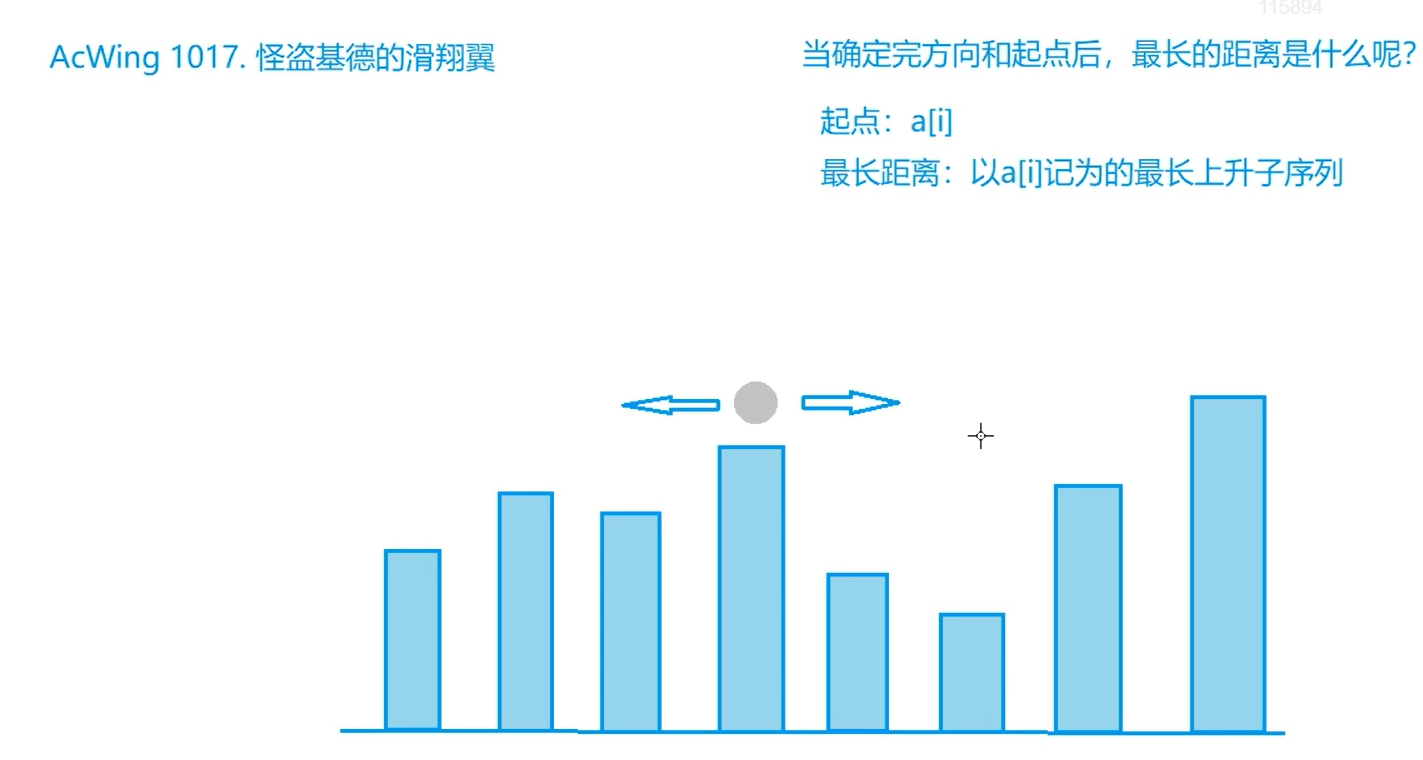 115894
AcWing 1017. 怪盗基德的滑翔翼
当确定完方向和起点后，最长的距离是什么呢？
起点：a[i]
最长距离：以a[i]记为的最长上升子序列